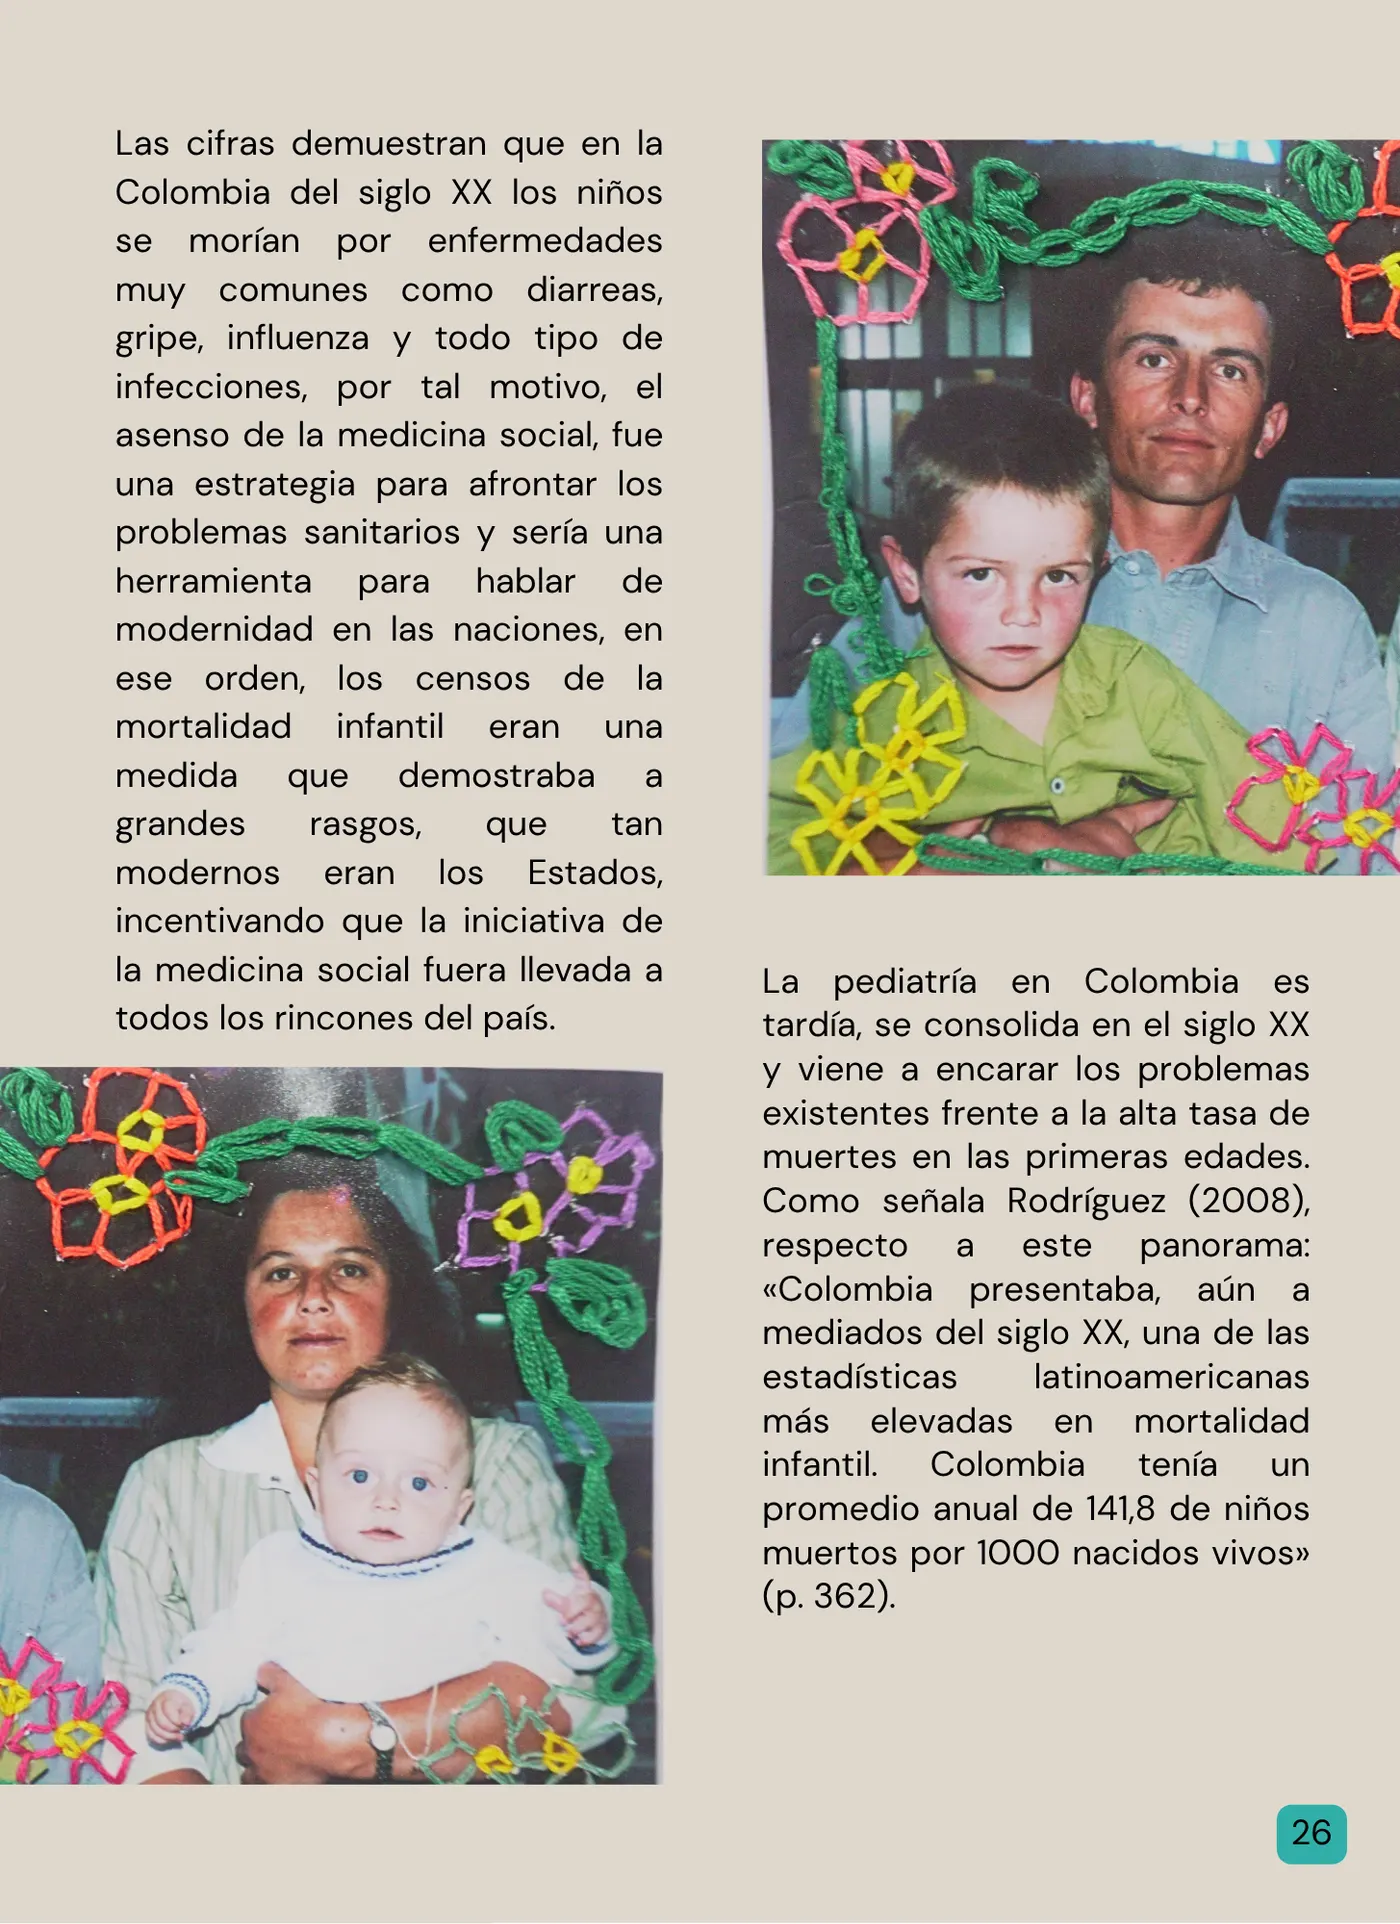 Las cifras demuestran que en la
Colombia del siglo XX los niños
se morían por enfermedades
muy comunes como diarreas,
gripe, influenza y todo tipo de
infecciones, por tal motivo, el
asenso de la medicina social, fue
una estrategia para afrontar los
problemas sanitarios y sería una
herramienta para hablar de
modernidad en las naciones, en
ese orden, los censos de la
mortalidad infantil eran una
medida que demostraba a
grandes rasgos, que tan
modernos eran los Estados,
incentivando que la iniciativa de
la medicina social fuera llevada a
todos los rincones del país.
La pediatría en Colombia es
tardía, se consolida en el siglo XX
y viene a encarar los problemas
existentes frente a la alta tasa de
muertes en las primeras edades.
Como señala Rodríguez (2008),
respecto a este panorama:
«Colombia presentaba, aún a
mediados del siglo XX, una de las
estadísticas latinoamericanas
más elevadas en mortalidad
infantil. Colombia tenía un
promedio anual de 141,8 de niños
muertos por 1000 nacidos vivos»
(p. 362).
26